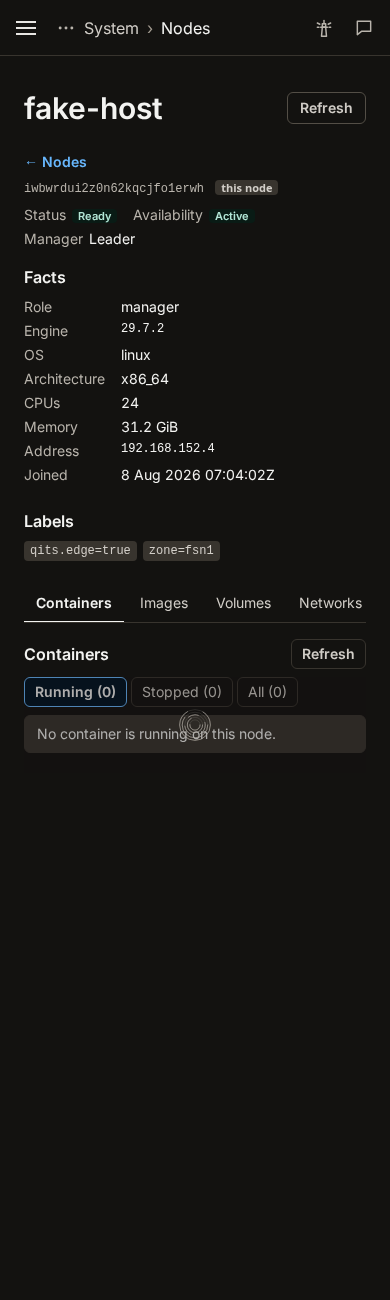 ··· System › Nodes
fake-host Refresh
← Nodes
iwbwrdui2z0n62kqcjfo1erwh this node
Status Ready Availability Active
Manager Leader
Facts
Role manager
Engine 29.7.2
OS linux
Architecture x86_64
CPUs 24
Memory 31.2 GiB
Address 192.168.152.4
Joined 8 Aug 2026 07:04:02Z
Labels
qits.edge=true zone=fsn1
Containers Images Volumes Networks
Containers Refresh
Running (0) Stopped (0) All (0)
No container is running on this node.